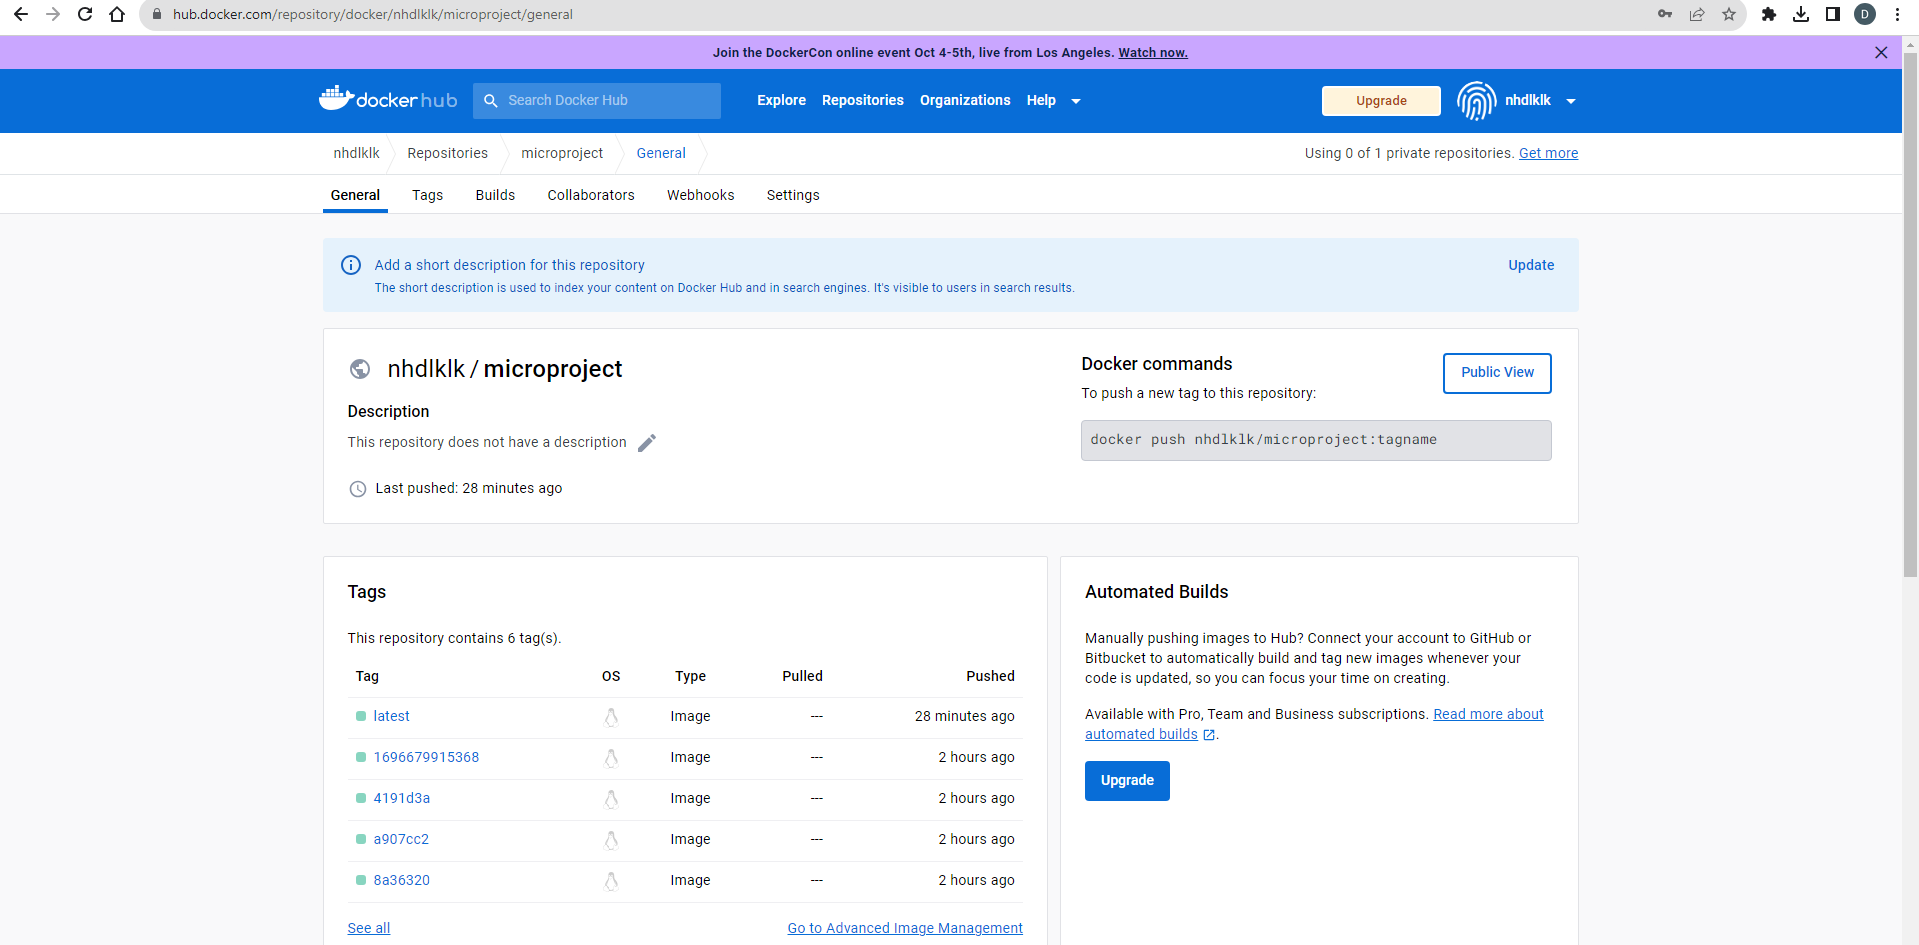 hub.docker.com/repository/docker/nhdlklk/microproject/general
D
Join the DockerCon online event Oct 4-5th, live from Los Angeles. Watch now.
dockerhub
Search Docker Hub
Explore Repositories Organizations Help
Upgrade
nhdlklk
nhdlklk Repositories microproject General
Using 0 of 1 private repositories. Get more
General Tags Builds Collaborators Webhooks Settings
Add a short description for this repository
Update
The short description is used to index your content on Docker Hub and in search engines. It's visible to users in search results.
nhdlklk / microproject
Description
This repository does not have a description
Last pushed: 28 minutes ago
Docker commands
Public View
To push a new tag to this repository:
docker push nhdlklk/microproject:tagname
Tags
This repository contains 6 tag(s).
Tag OS Type Pulled Pushed
latest Image --- 28 minutes ago
1696679915368 Image --- 2 hours ago
4191d3a Image --- 2 hours ago
a907cc2 Image --- 2 hours ago
8a36320 Image --- 2 hours ago
See all
Go to Advanced Image Management
Automated Builds
Manually pushing images to Hub? Connect your account to GitHub or
Bitbucket to automatically build and tag new images whenever your
code is updated, so you can focus your time on creating.
Available with Pro, Team and Business subscriptions. Read more about
automated builds .
Upgrade